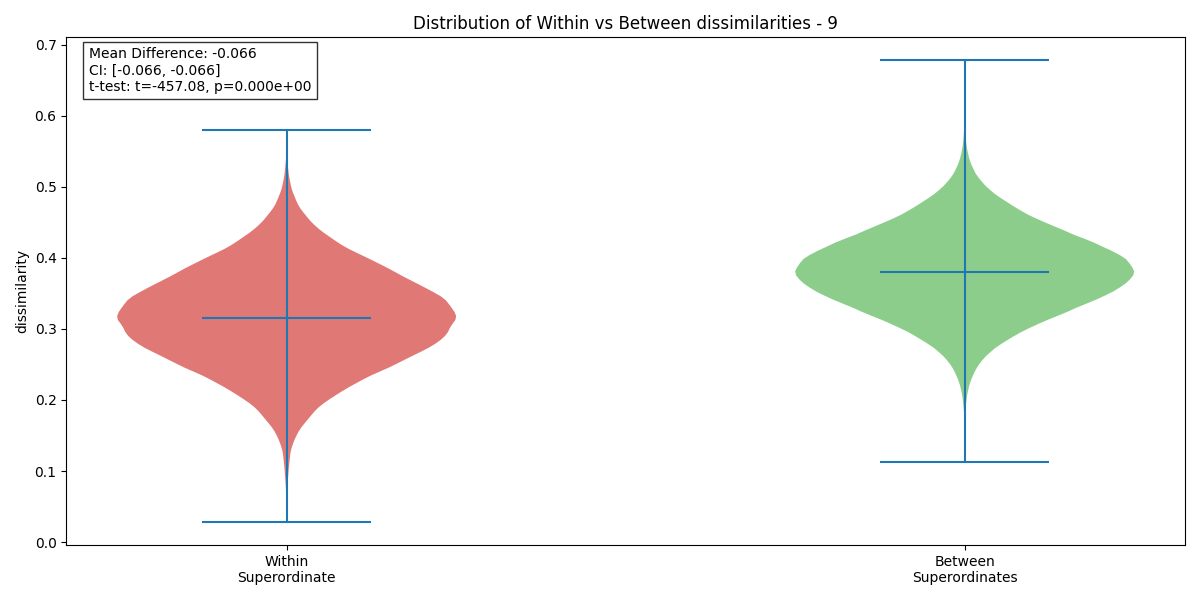 Distribution of Within vs Between dissimilarities - 9
Mean Difference: -0.066
CI: [-0.066, -0.066]
t-test: t=-457.08, p=0.000e+00
0.7
0.6
0.5
0.4
0.3
0.2
0.1
0.0
dissimilarity
Within
Superordinate
Between
Superordinates